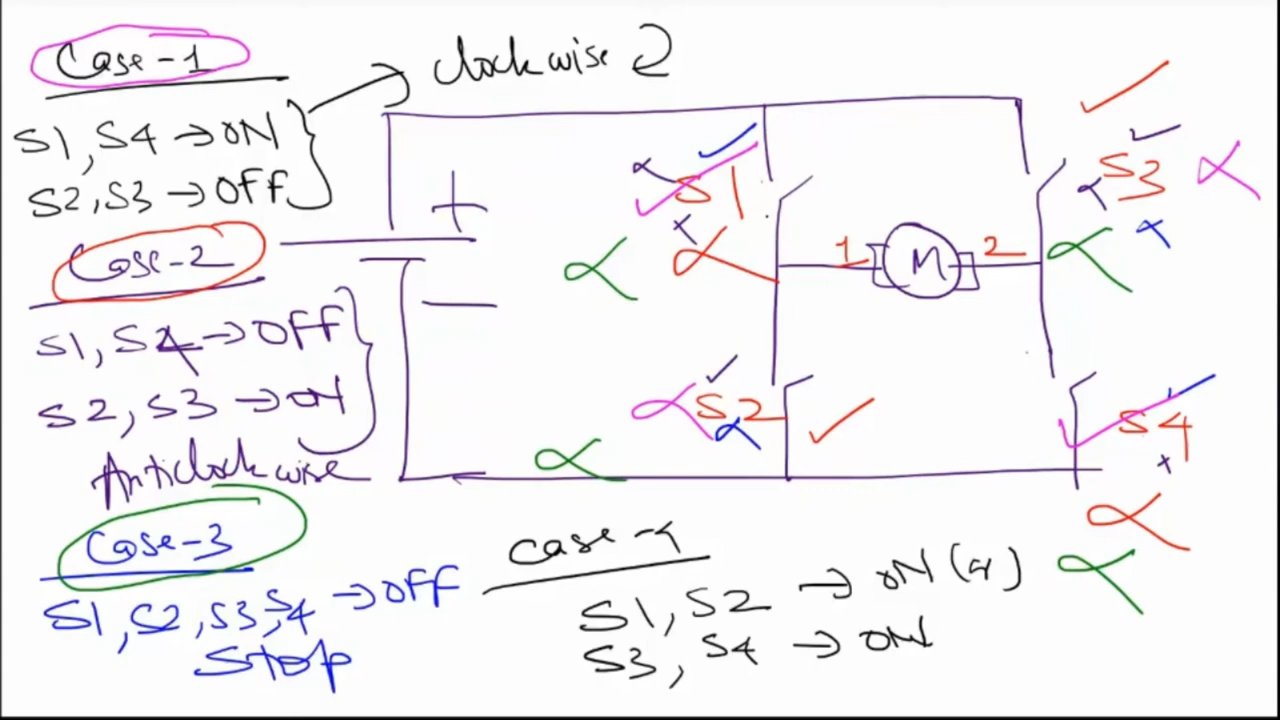 Case-1
clockwise
S1, S4 → ON
S2, S3 → OFF
Case-2
S1, S4 → OFF
S2, S3 → ON
Anticlockwise
Case-3
S1, S2, S3, S4 → OFF
Stop
Case-4
S1, S2 → ON (or)
S3, S4 → ON
+
−
S1
S3
1
M
2
S2
S4